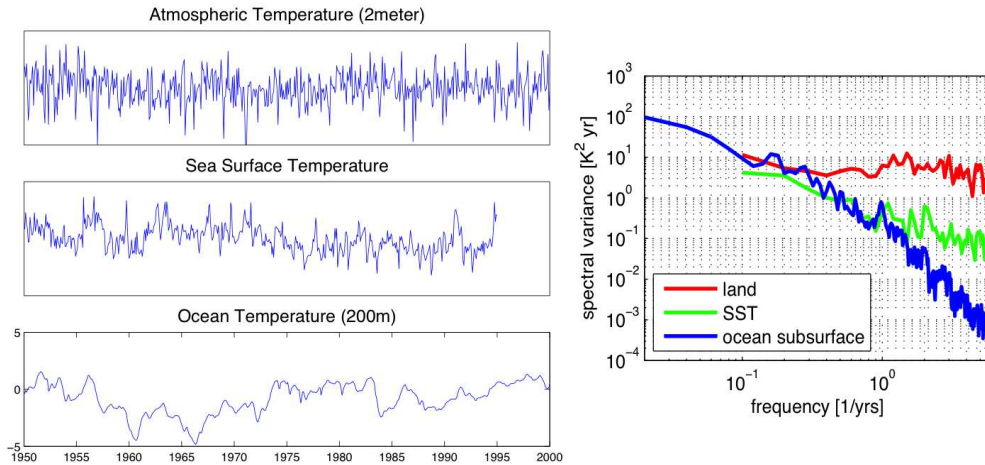 Atmospheric Temperature (2meter)
Sea Surface Temperature
Ocean Temperature (200m)
5
0
−5
1950 1955 1960 1965 1970 1975 1980 1985 1990 1995 2000
spectral variance [K² yr]
10³
10²
10¹
10⁰
10⁻¹
10⁻²
10⁻³
10⁻⁴
land
SST
ocean subsurface
10⁻¹ 10⁰
frequency [1/yrs]